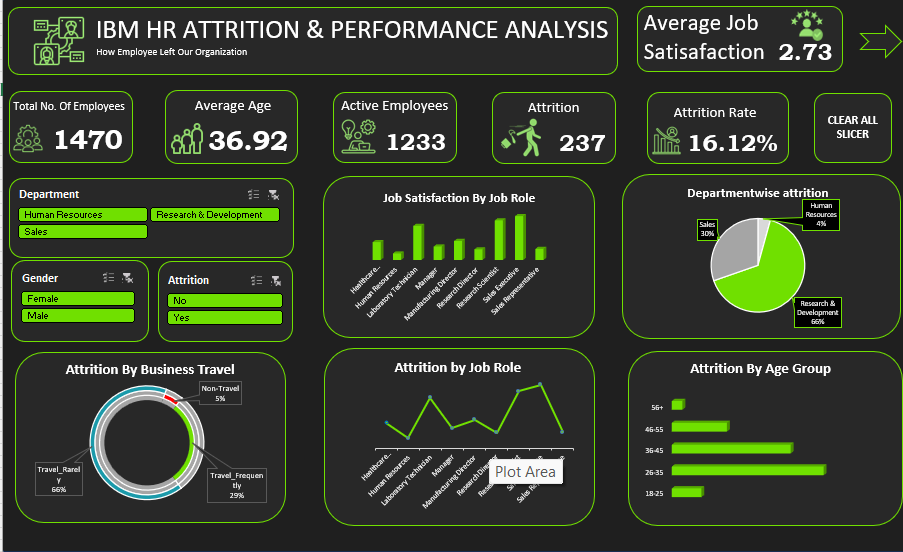 IBM HR ATTRITION & PERFORMANCE ANALYSIS
How Employee Left Our Organization
Average Job
Satisafaction 2.73
Total No. Of Employees
1470
Average Age
36.92
Active Employees
1233
Attrition
237
Attrition Rate
16.12%
CLEAR ALL
SLICER
Department
Human Resources
Research & Development
Sales
Gender
Female
Male
Attrition
No
Yes
Job Satisfaction By Job Role
Healthcare...
Human Resources
Laboratory Technician
Manager
Manufacturing Director
Research Director
Research Scientist
Sales Executive
Sales Representative
Departmentwise attrition
Human
Resources
4%
Sales
30%
Research &
Development
66%
Attrition By Business Travel
Non-Travel
5%
Travel_Rarel
y
66%
Travel_Frequen
tly
29%
Attrition by Job Role
Healthcare...
Human Resources
Laboratory Technician
Manager
Manufacturing Director
Plot Area
Attrition By Age Group
56+
46-55
36-45
26-35
18-25